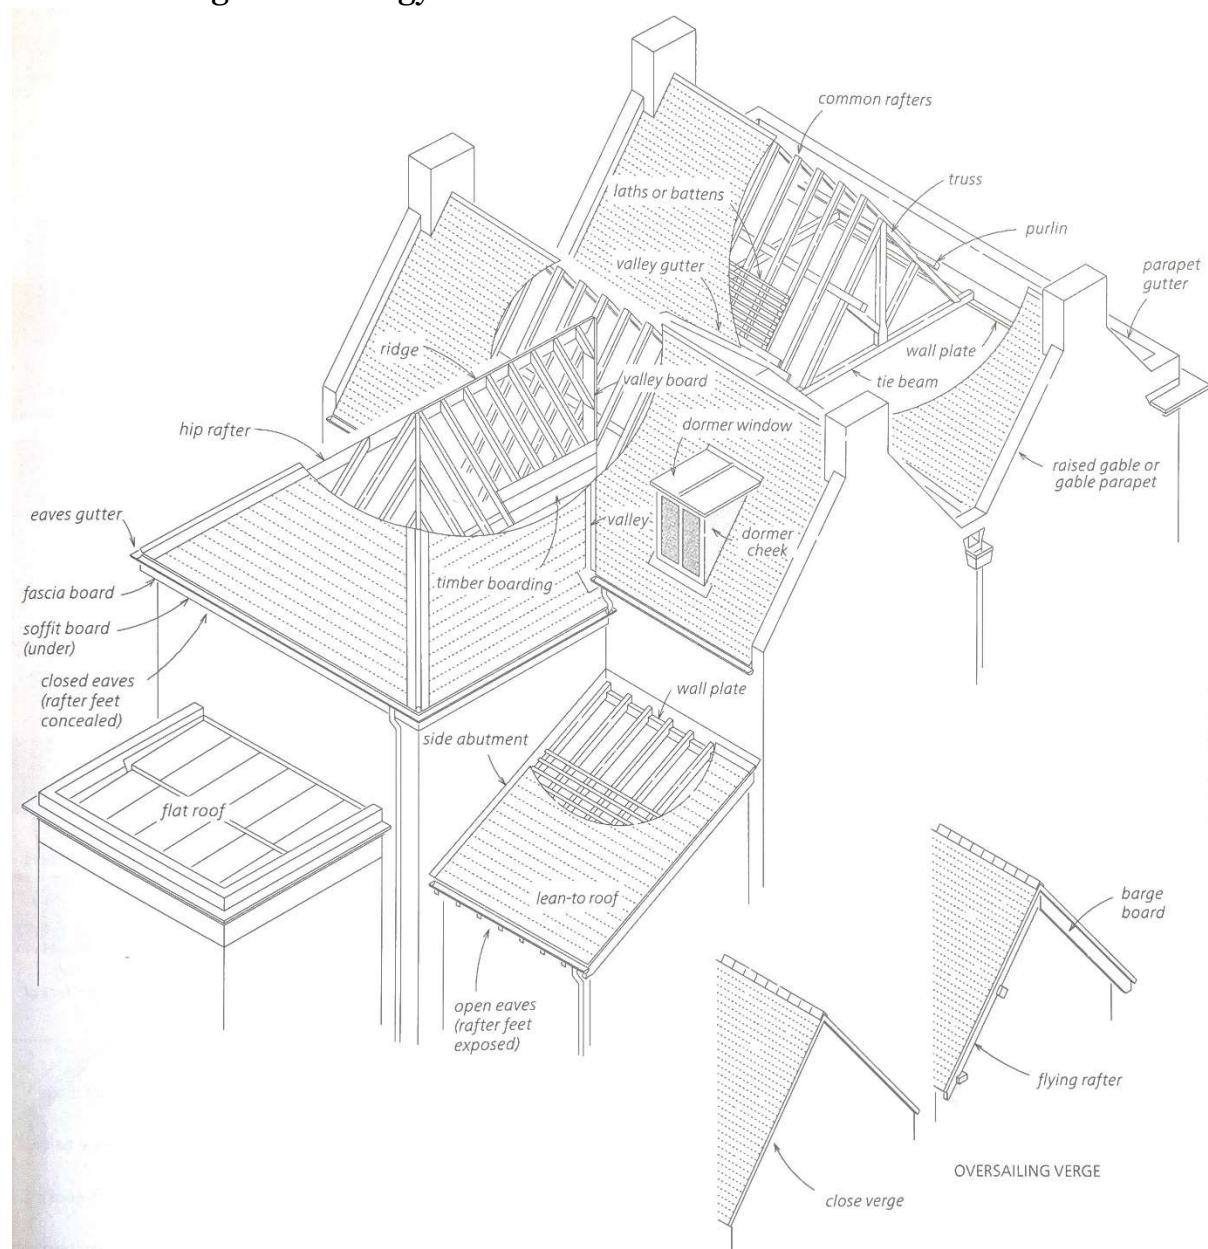 common rafters
truss
laths or battens
purlin
parapet
gutter
valley gutter
wall plate
tie beam
ridge
valley board
dormer window
hip rafter
raised gable or
gable parapet
eaves gutter
valley
dormer
cheek
timber boarding
fascia board
soffit board
(under)
closed eaves
(rafter feet
concealed)
wall plate
side abutment
flat roof
lean-to roof
barge
board
open eaves
(rafter feet
exposed)
flying rafter
OVERSAILING VERGE
close verge